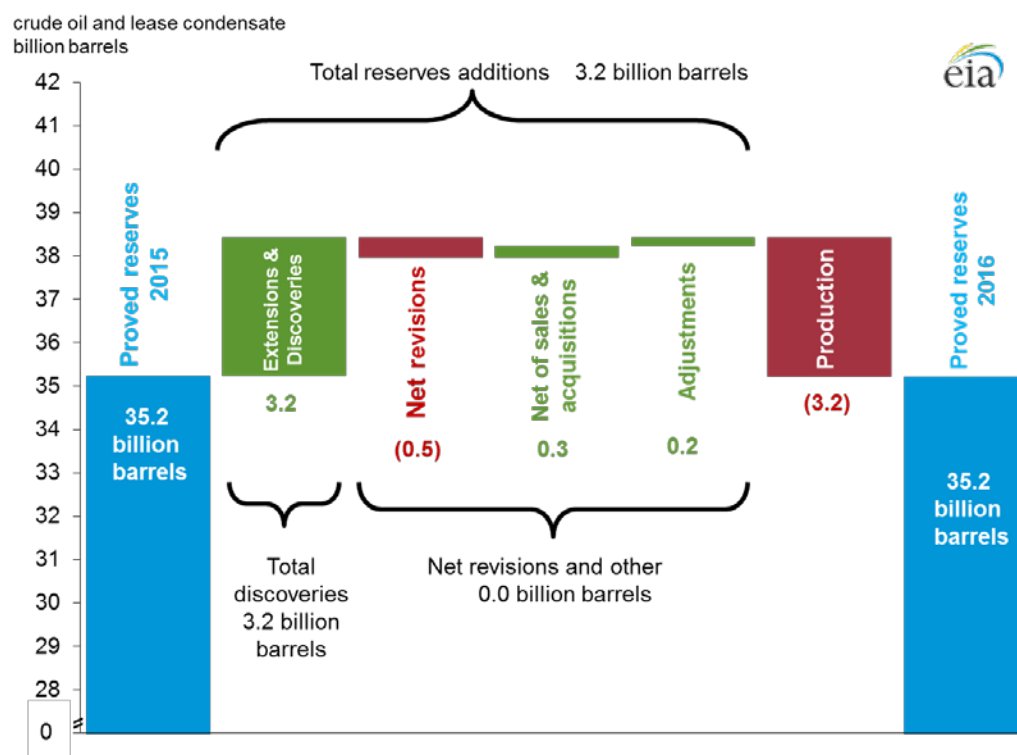 crude oil and lease condensate
billion barrels
Total reserves additions 3.2 billion barrels
eia
42
41
40
39
38
37
36
35
34
33
32
31
30
29
28
0
Proved reserves
2015
35.2
billion
barrels
Extensions &
Discoveries
3.2
Net revisions
(0.5)
Net of sales &
acquisitions
0.3
Adjustments
0.2
Production
(3.2)
Proved reserves
2016
35.2
billion
barrels
Total
discoveries
3.2 billion
barrels
Net revisions and other
0.0 billion barrels